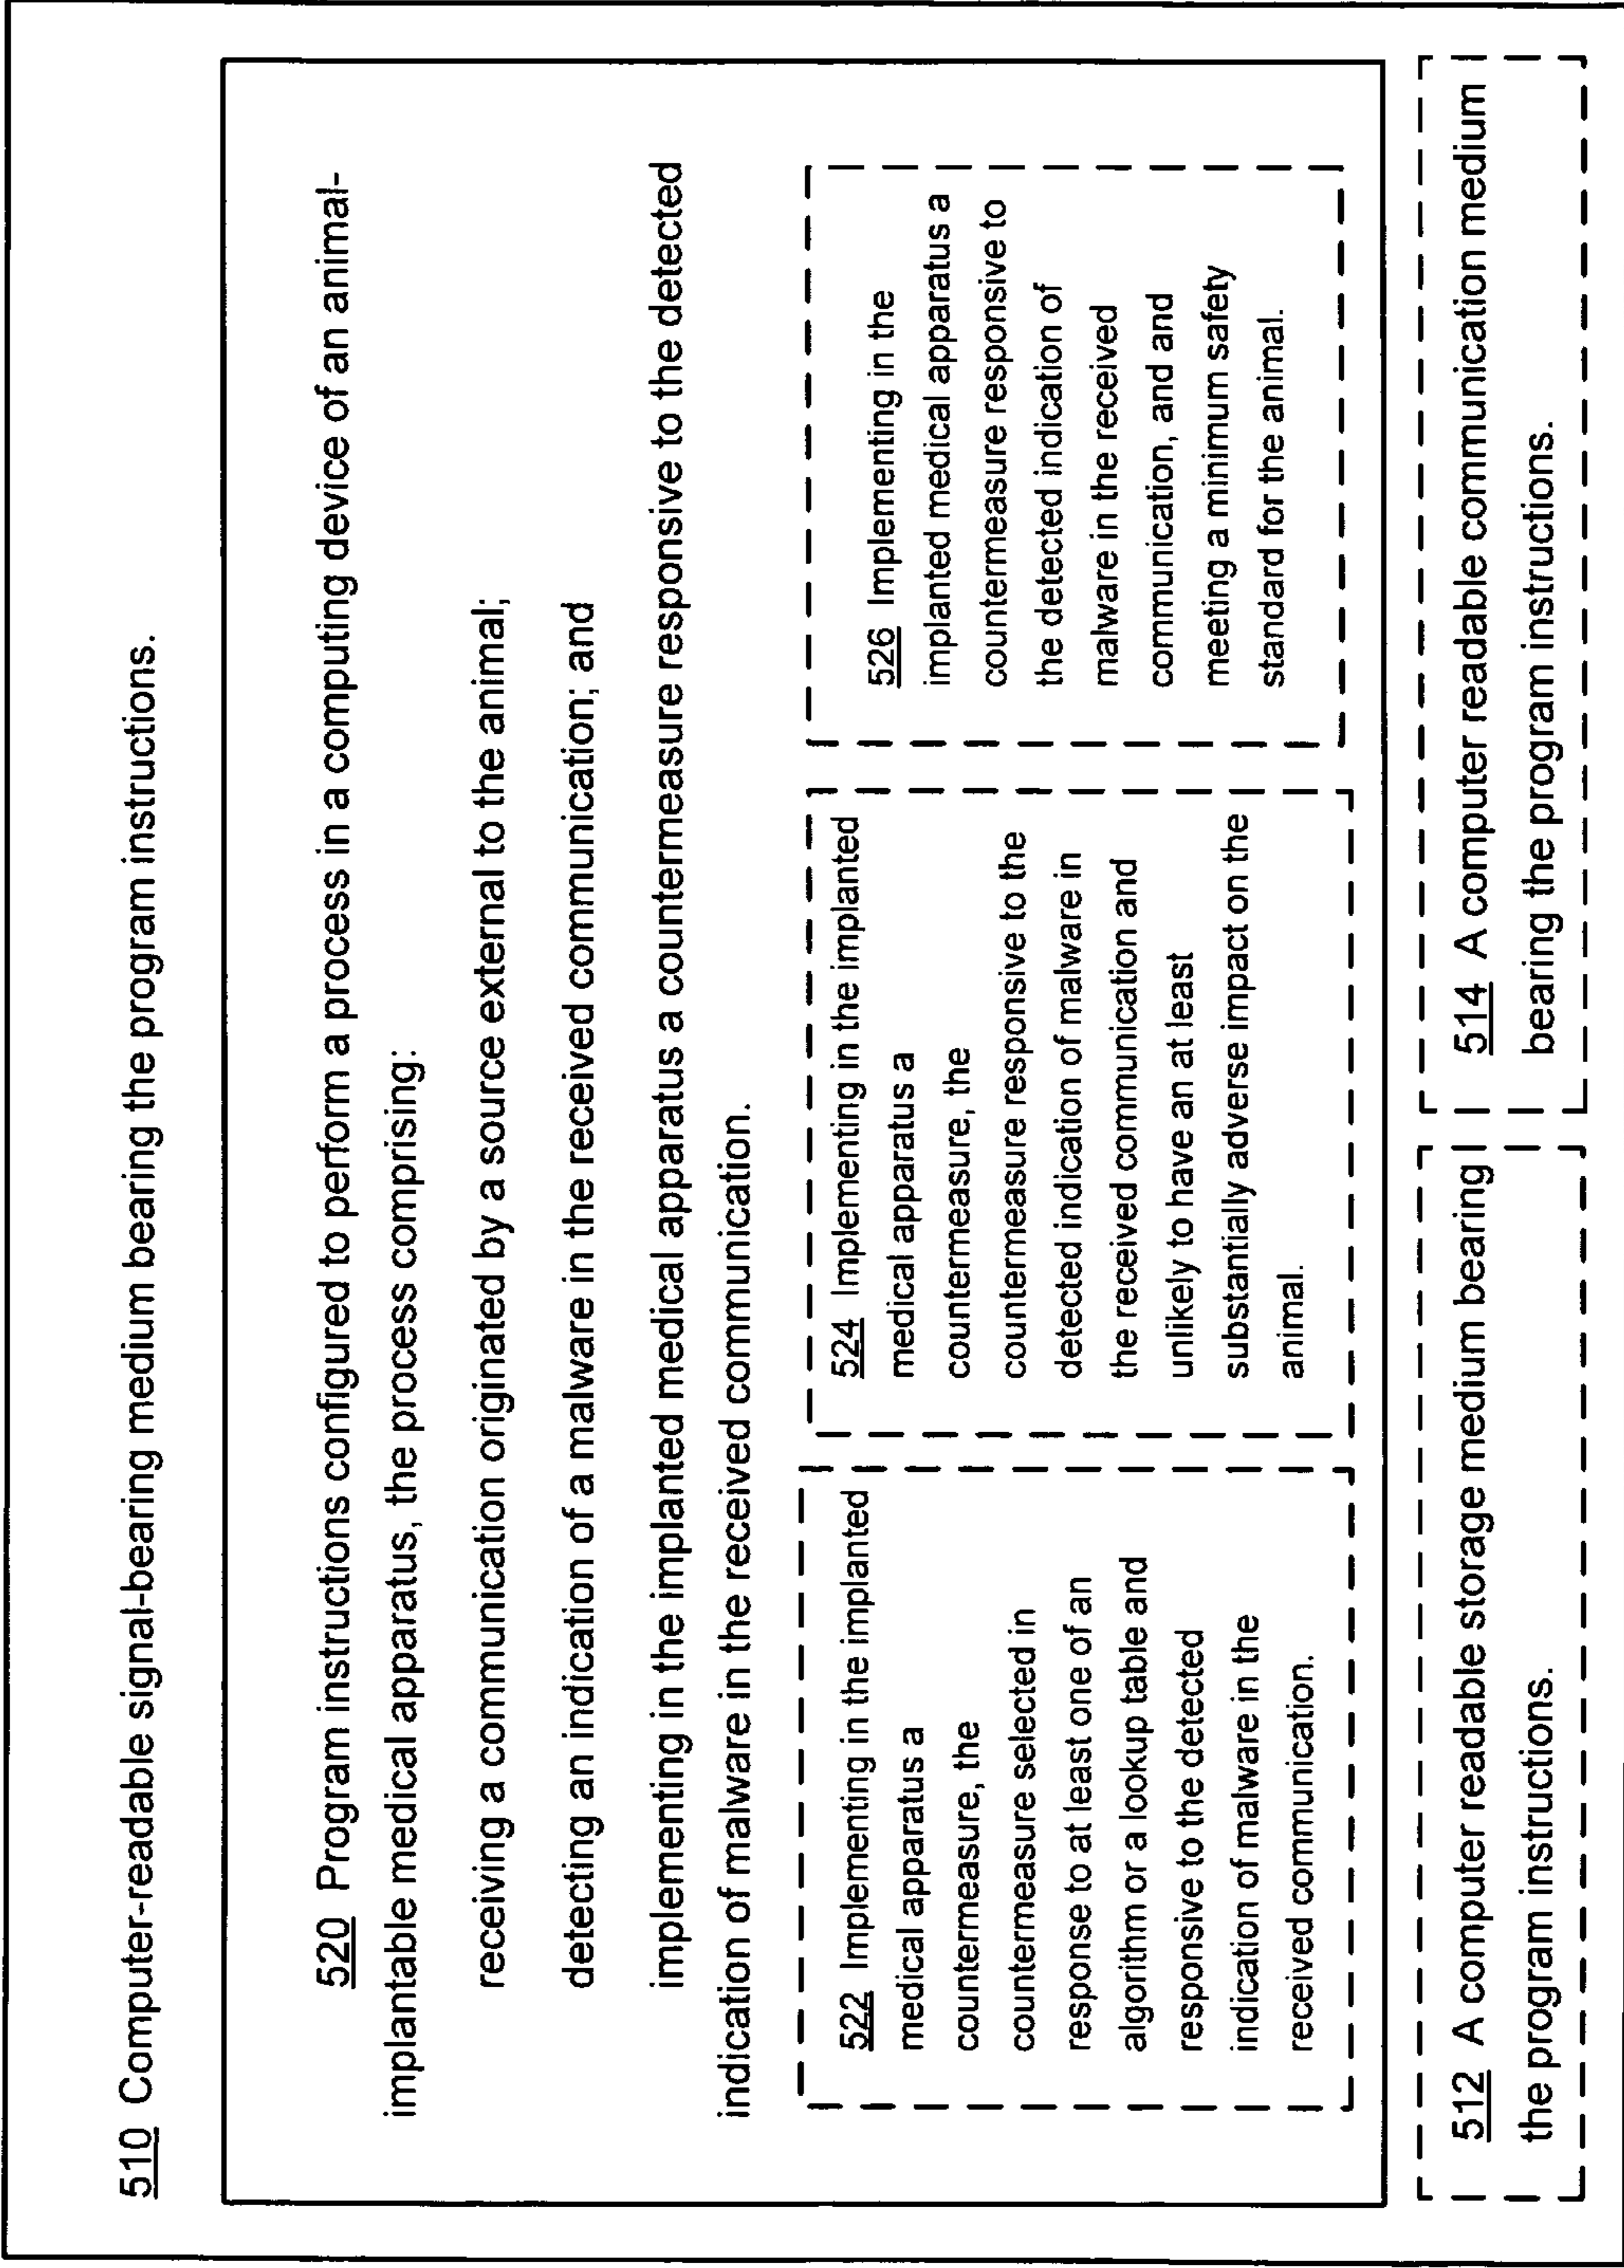 510 Computer-readable signal-bearing medium bearing the program instructions.
520 Program instructions configured to perform a process in a computing device of an animal-
implantable medical apparatus, the process comprising:
receiving a communication originated by a source external to the animal;
detecting an indication of a malware in the received communication; and
implementing in the implanted medical apparatus a countermeasure responsive to the detected
indication of malware in the received communication.
522 Implementing in the implanted
medical apparatus a
countermeasure, the
countermeasure selected in
response to at least one of an
algorithm or a lookup table and
responsive to the detected
indication of malware in the
received communication.
524 Implementing in the implanted
medical apparatus a
countermeasure, the
countermeasure responsive to the
detected indication of malware in
the received communication and
unlikely to have an at least
substantially adverse impact on the
animal.
526 Implementing in the
implanted medical apparatus a
countermeasure responsive to
the detected indication of
malware in the received
communication, and and
meeting a minimum safety
standard for the animal.
512 A computer readable storage medium bearing
the program instructions.
514 A computer readable communication medium
bearing the program instructions.